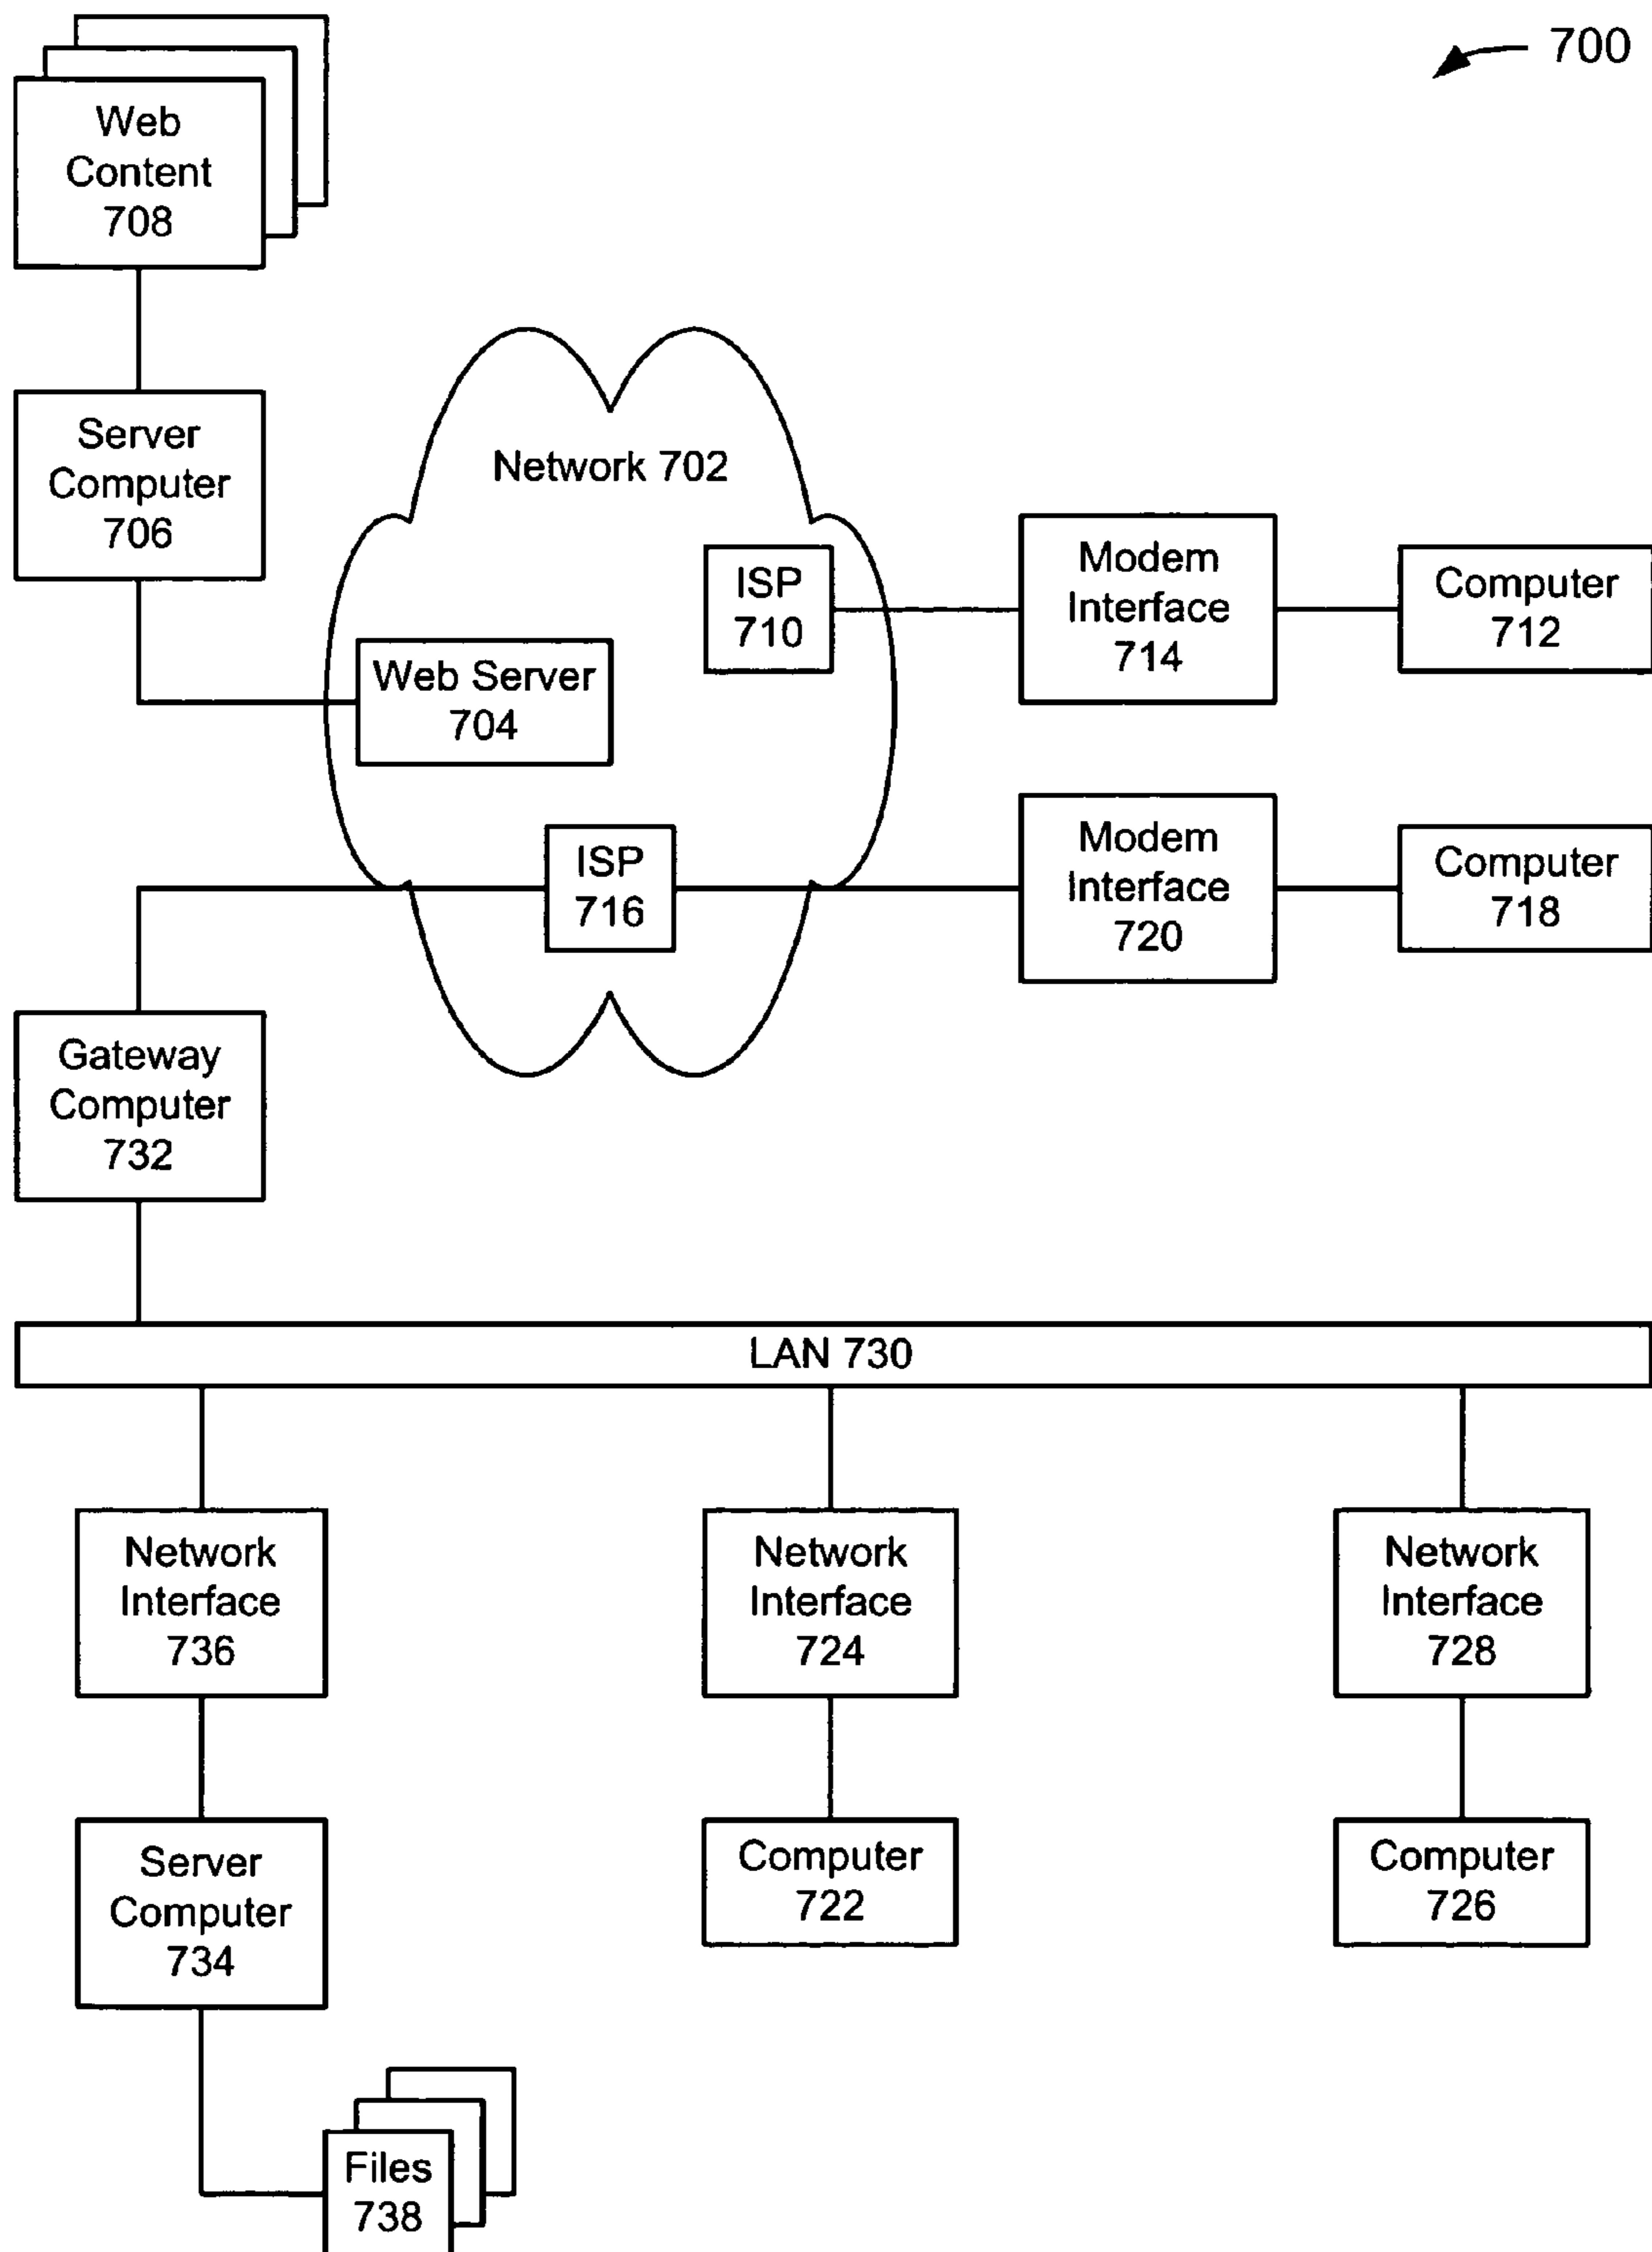 700
Web
Content
708
Server
Computer
706
Network 702
ISP
710
Modem
Interface
714
Computer
712
Web Server
704
ISP
716
Modem
Interface
720
Computer
718
Gateway
Computer
732
LAN 730
Network
Interface
736
Network
Interface
724
Network
Interface
728
Server
Computer
734
Computer
722
Computer
726
Files
738